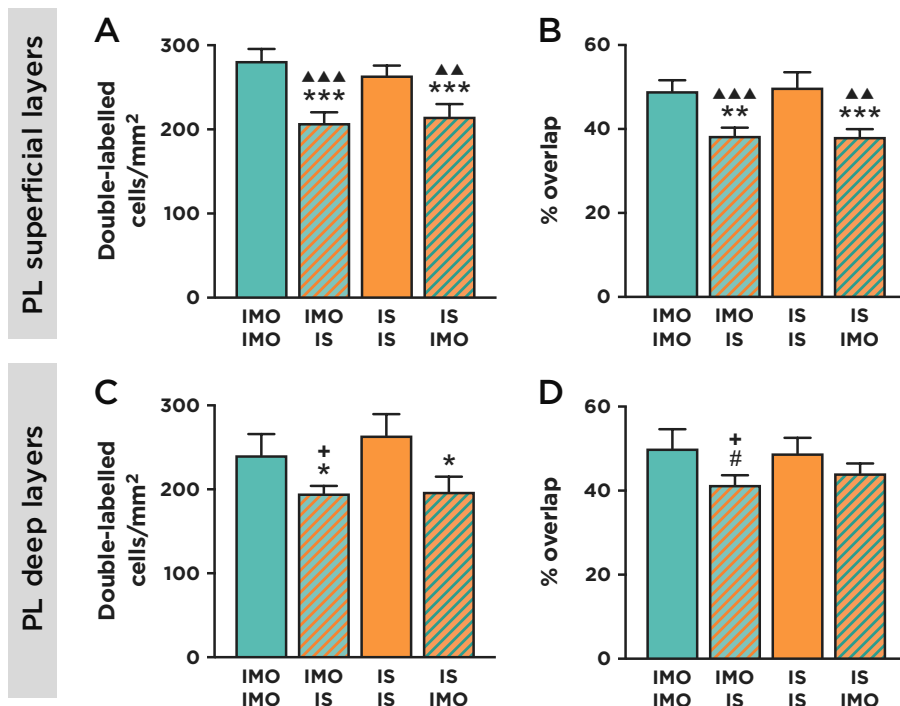 PL superficial layers
A
Double-labelled
cells/mm²
300
200
100
0
▲▲▲
***
▲▲
***
IMO IMO IS IS
IMO IS IS IMO
B
% overlap
60
40
20
0
▲▲▲
**
▲▲
***
IMO IMO IS IS
IMO IS IS IMO
PL deep layers
C
Double-labelled
cells/mm²
300
200
100
0
+
*
*
IMO IMO IS IS
IMO IS IS IMO
D
% overlap
60
40
20
0
+
#
IMO IMO IS IS
IMO IS IS IMO